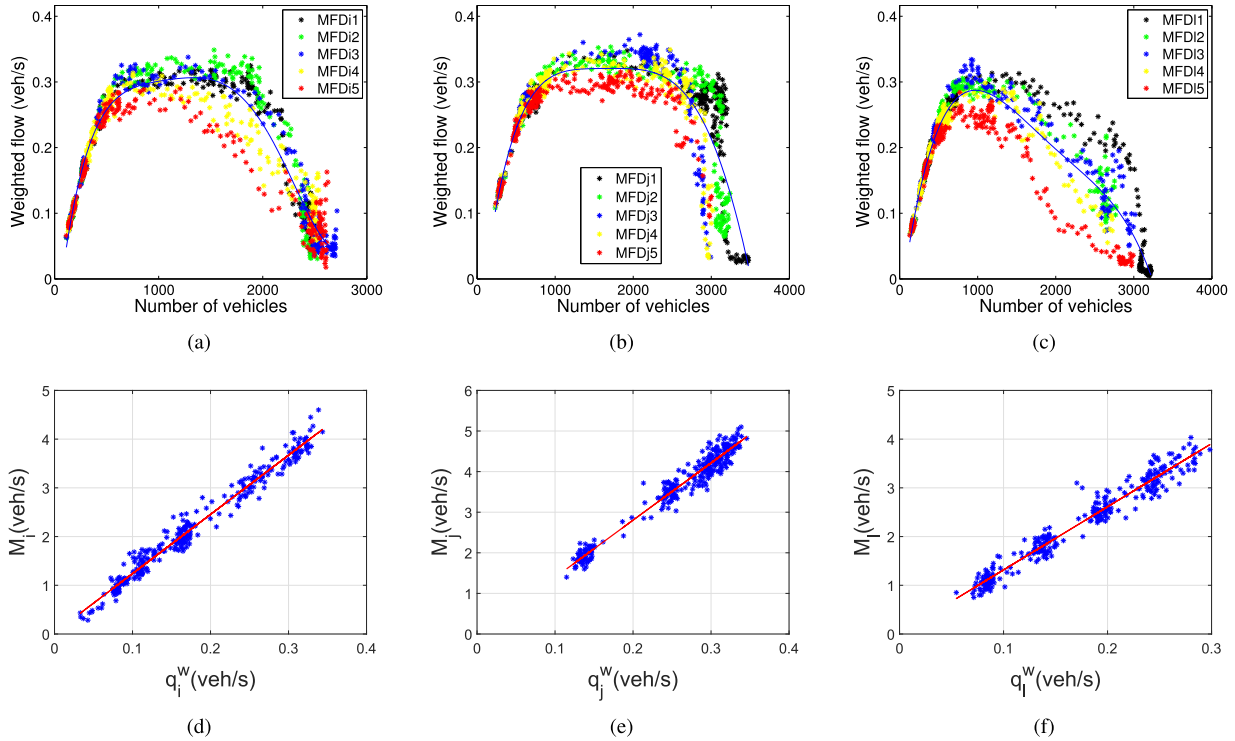 MFDi1
MFDi2
MFDi3
MFDi4
MFDi5
Weighted flow (veh/s)
0.4
0.3
0.2
0.1
0
0 1000 2000 3000
Number of vehicles
(a)
MFDj1
MFDj2
MFDj3
MFDj4
MFDj5
Weighted flow (veh/s)
0.4
0.3
0.2
0.1
0
0 1000 2000 3000 4000
Number of vehicles
(b)
MFDl1
MFDl2
MFDl3
MFDl4
MFDl5
Weighted flow (veh/s)
0.4
0.3
0.2
0.1
0
0 1000 2000 3000 4000
Number of vehicles
(c)
M_i(veh/s)
5
4
3
2
1
0
0 0.1 0.2 0.3 0.4
q_i^w(veh/s)
(d)
M_j(veh/s)
6
5
4
3
2
1
0
0 0.1 0.2 0.3 0.4
q_j^w(veh/s)
(e)
M_l(veh/s)
5
4
3
2
1
0
0 0.1 0.2 0.3
q_l^w(veh/s)
(f)